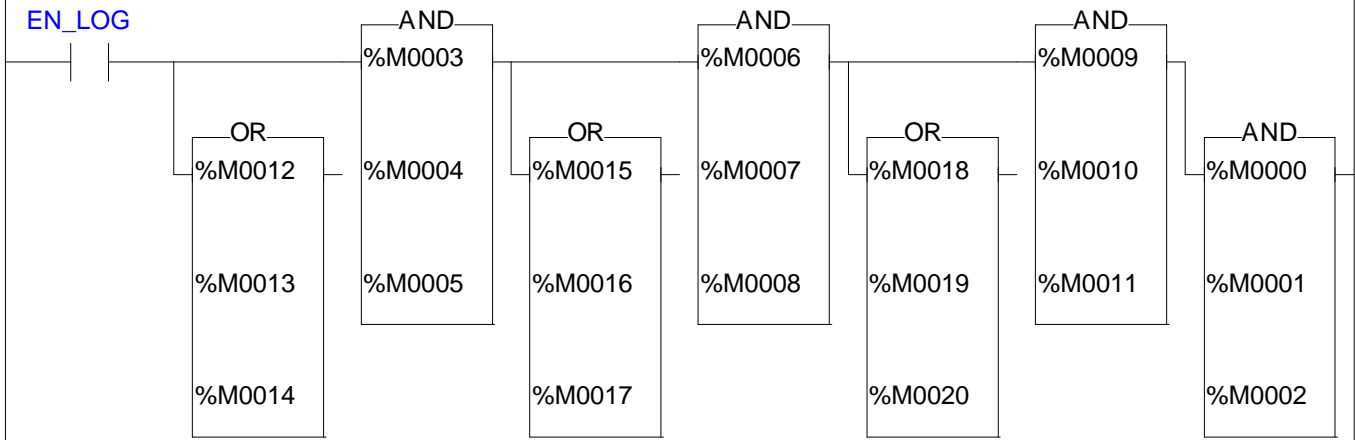 EN_LOG
AND
AND
AND
%M0003
%M0006
%M0009
OR
OR
OR
AND
%M0012
%M0004
%M0015
%M0007
%M0018
%M0010
%M0000
%M0013
%M0005
%M0016
%M0008
%M0019
%M0011
%M0001
%M0014
%M0017
%M0020
%M0002